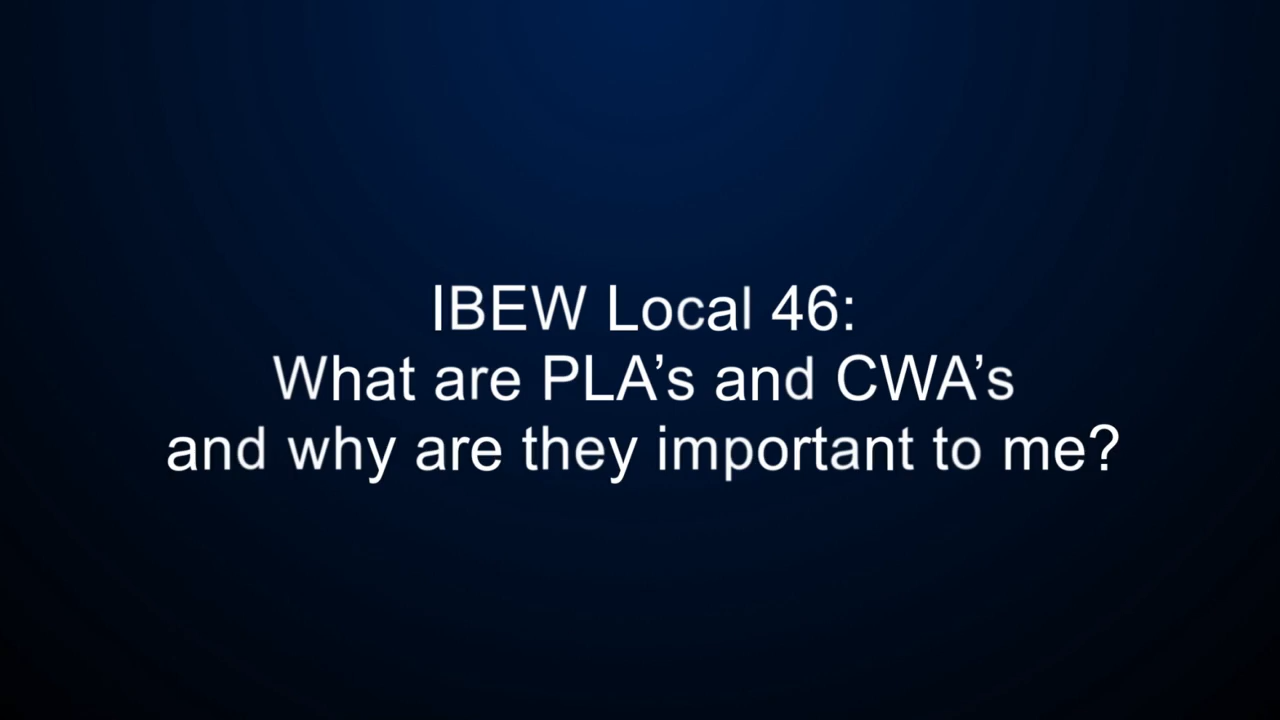 IBEW Local 46:
What are PLA’s and CWA’s
and why are they important to me?